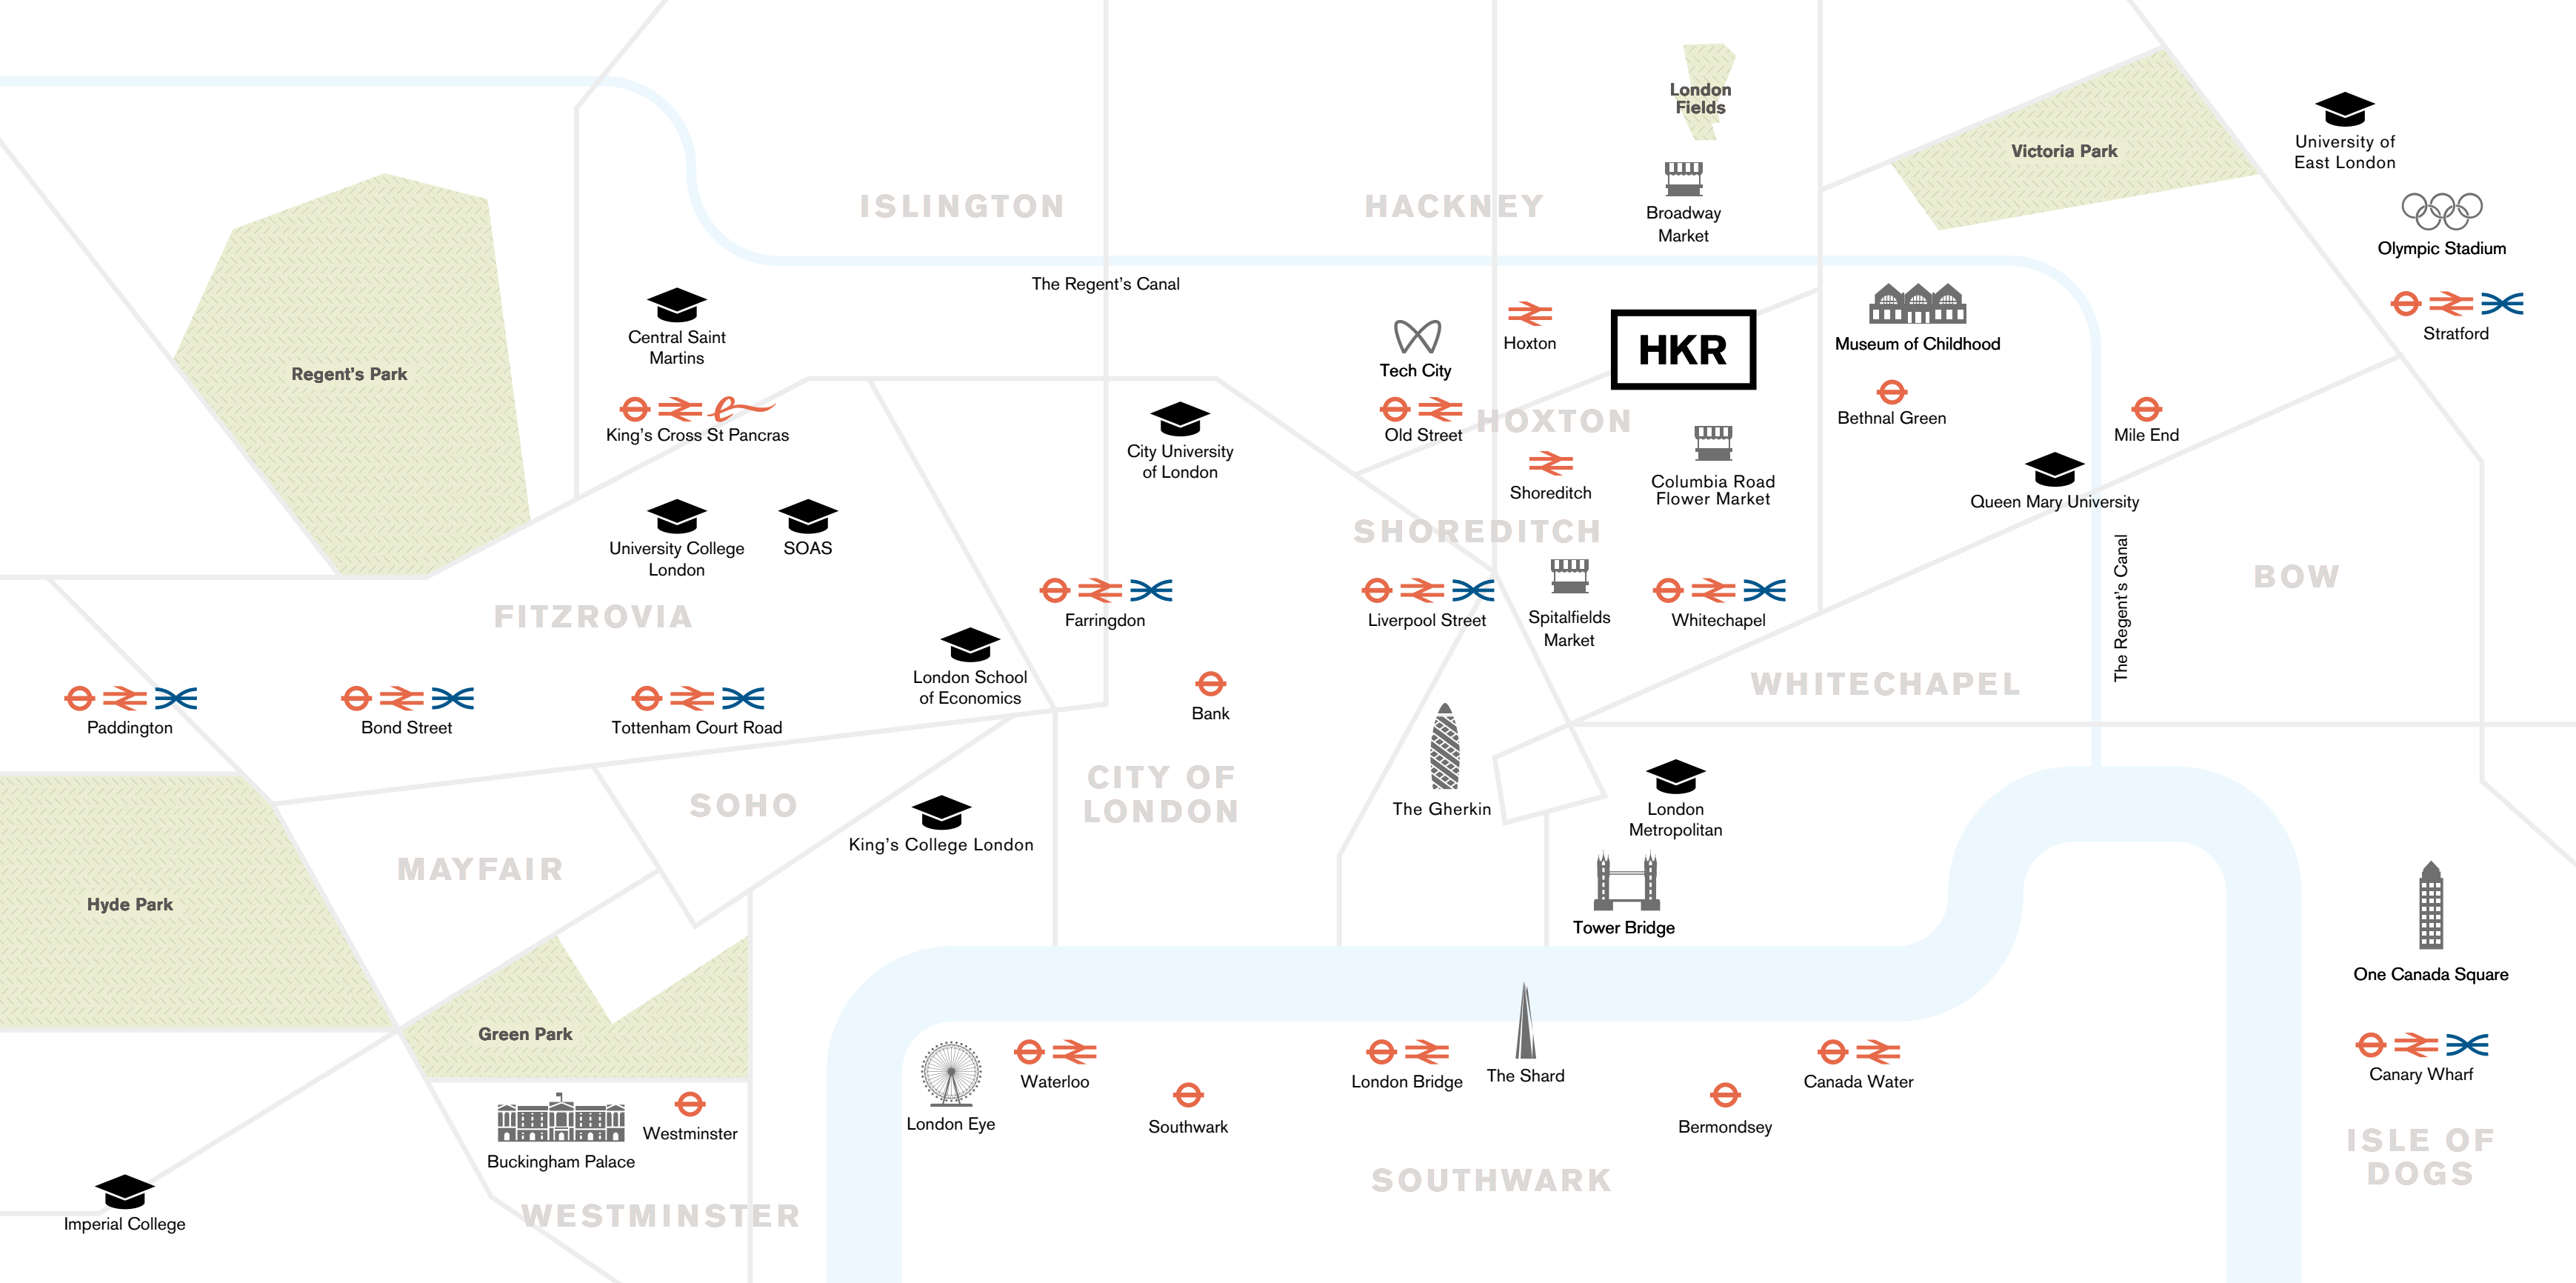 London
Fields
Victoria Park
University of
East London
ISLINGTON
HACKNEY
Broadway
Market
Olympic Stadium
The Regent's Canal
Central Saint
Martins
Tech City
Hoxton
HKR
Museum of Childhood
Stratford
Regent's Park
e
King's Cross St Pancras
City University
of London
Old Street
HOXTON
Bethnal Green
Mile End
Shoreditch
Columbia Road
Flower Market
Queen Mary University
SHOREDITCH
University College
London
SOAS
The Regent's Canal
BOW
FITZROVIA
Farringdon
Liverpool Street
Spitalfields
Market
Whitechapel
London School
of Economics
WHITECHAPEL
Paddington
Bond Street
Tottenham Court Road
Bank
SOHO
CITY OF
LONDON
The Gherkin
London
Metropolitan
King's College London
MAYFAIR
Hyde Park
Tower Bridge
One Canada Square
Green Park
London Eye
Waterloo
Southwark
London Bridge
The Shard
Bermondsey
Canada Water
Canary Wharf
Buckingham Palace
Westminster
ISLE OF
DOGS
SOUTHWARK
Imperial College
WESTMINSTER